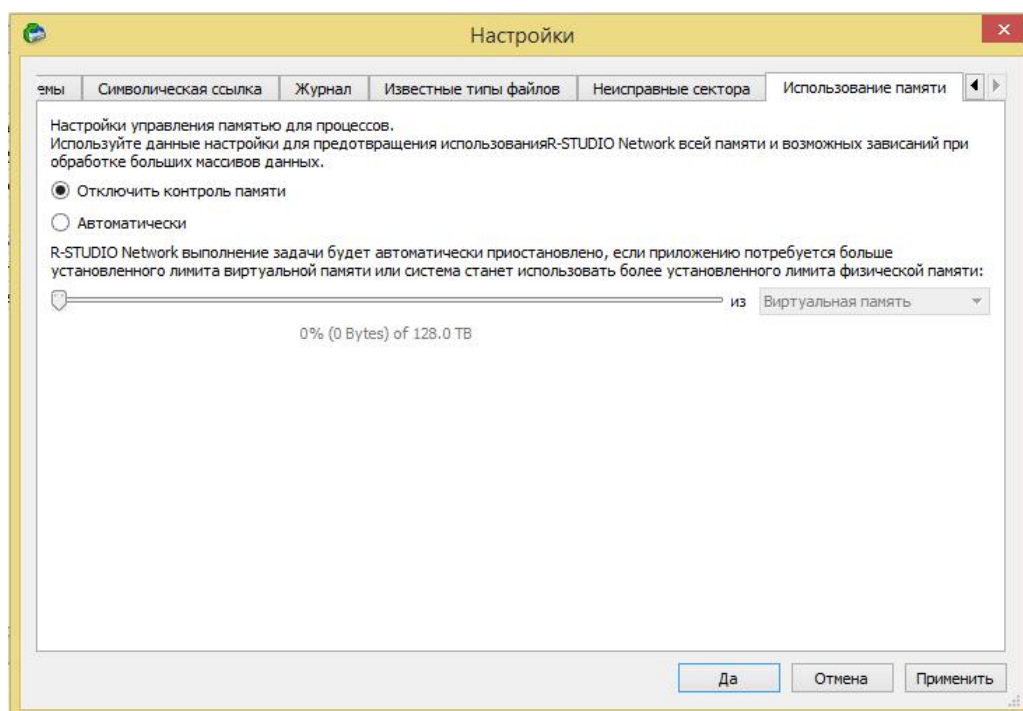 Настройки
емы
Символическая ссылка
Журнал
Известные типы файлов
Неисправные сектора
Использование памяти
Настройки управления памятью для процессов.
Используйте данные настройки для предотвращения использованияR-STUDIO Network всей памяти и возможных зависаний при
обработке больших массивов данных.
Отключить контроль памяти
Автоматически
R-STUDIO Network выполнение задачи будет автоматически приостановлено, если приложению потребуется больше
установленного лимита виртуальной памяти или система станет использовать более установленного лимита физической памяти:
из
Виртуальная память
0% (0 Bytes) of 128.0 TB
Да
Отмена
Применить